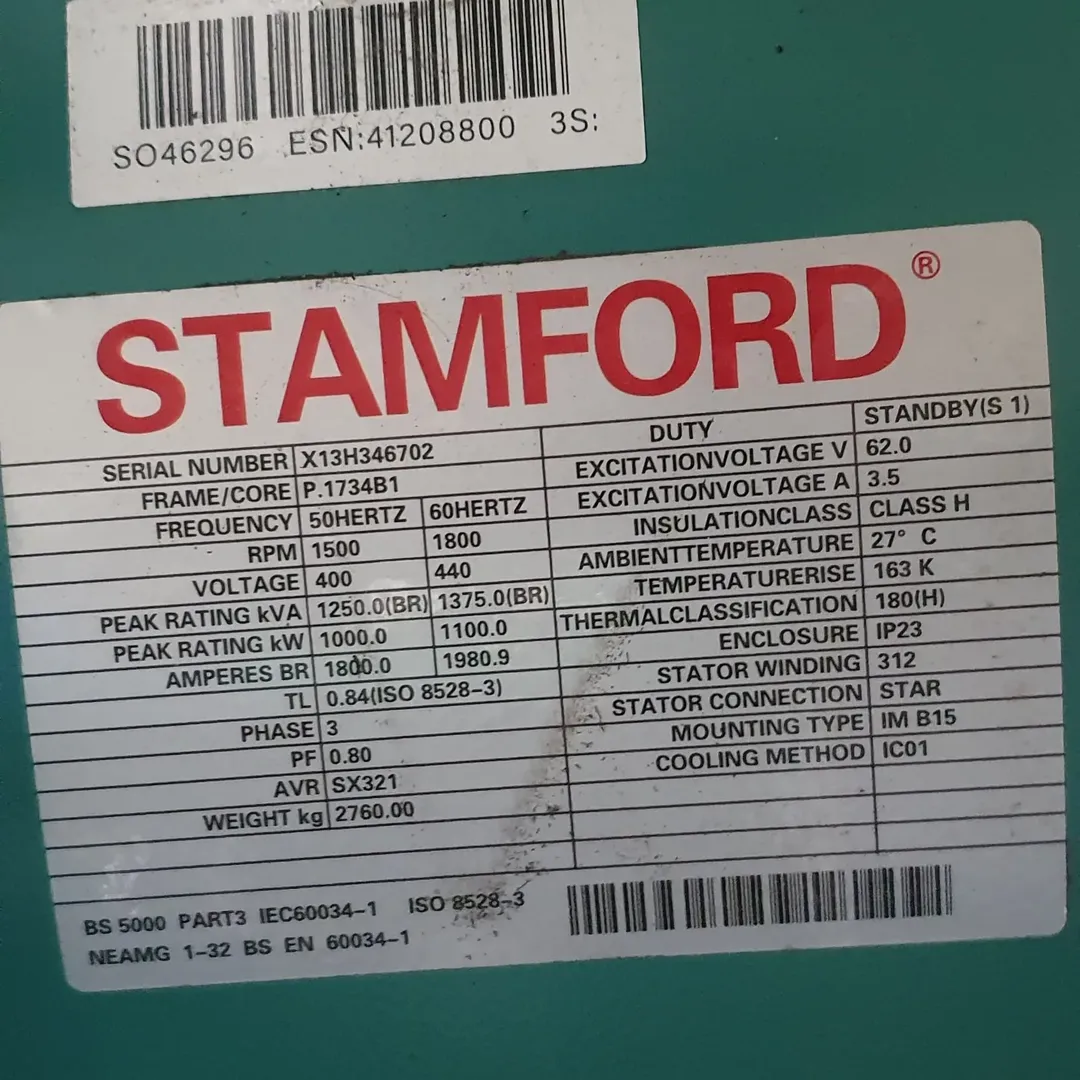 SO46296 ESN:41208800 3S:
STAMFORD®
SERIAL NUMBER X13H346702
FRAME/CORE P.1734B1
FREQUENCY 50HERTZ 60HERTZ
RPM 1500 1800
VOLTAGE 400 440
PEAK RATING kVA 1250.0(BR) 1375.0(BR)
PEAK RATING kW 1000.0 1100.0
AMPERES BR 1800.0 1980.9
TL 0.84(ISO 8528-3)
PHASE 3
PF 0.80
AVR SX321
WEIGHT kg 2760.00
DUTY STANDBY(S 1)
EXCITATIONVOLTAGE V 62.0
EXCITATIONVOLTAGE A 3.5
INSULATIONCLASS CLASS H
AMBIENTTEMPERATURE 27° C
TEMPERATURERISE 163 K
THERMALCLASSIFICATION 180(H)
ENCLOSURE IP23
STATOR WINDING 312
STATOR CONNECTION STAR
MOUNTING TYPE IM B15
COOLING METHOD IC01
BS 5000 PART3 IEC60034-1 ISO 8528-3
NEAMG 1-32 BS EN 60034-1